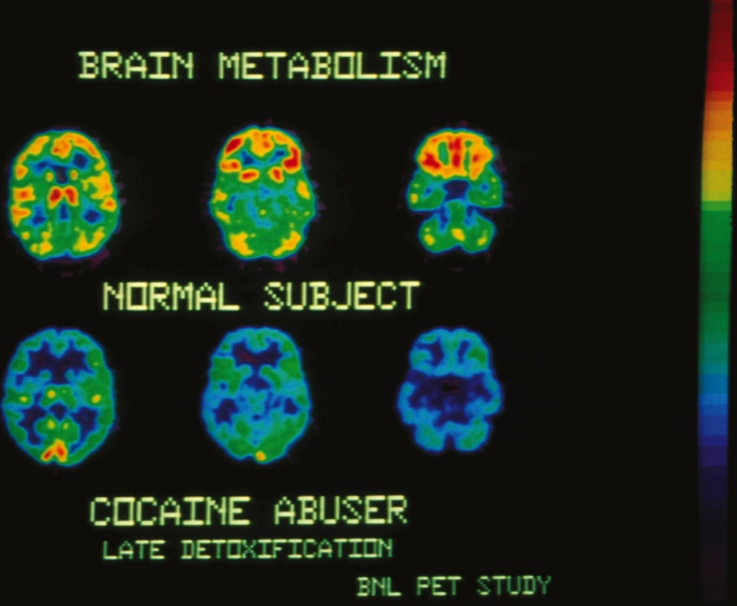 BRAIN METABOLISM
NORMAL SUBJECT
COCAINE ABUSER
LATE DETOXIFICATION
BNL PET STUDY